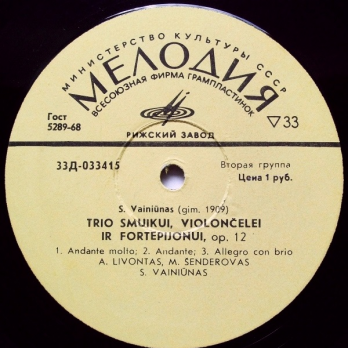 МИНИСТЕРСТВО КУЛЬТУРЫ СССР
МЕЛОДИЯ
ВСЕСОЮЗНАЯ ФИРМА ГРАМПЛАСТИНОК
Гост
5289-68
РИЖСКИЙ ЗАВОД
▽33
33Д-033415
Вторая группа
Цена 1 руб.
S. Vainiūnas (gim. 1909)
TRIO SMUIKUI, VIOLONČELEI
IR FORTEPIJONUI, op. 12
1. Andante molto; 2. Andante; 3. Allegro con brio
A. LIVONTAS, M. ŠENDEROVAS
S. VAINIŪNAS